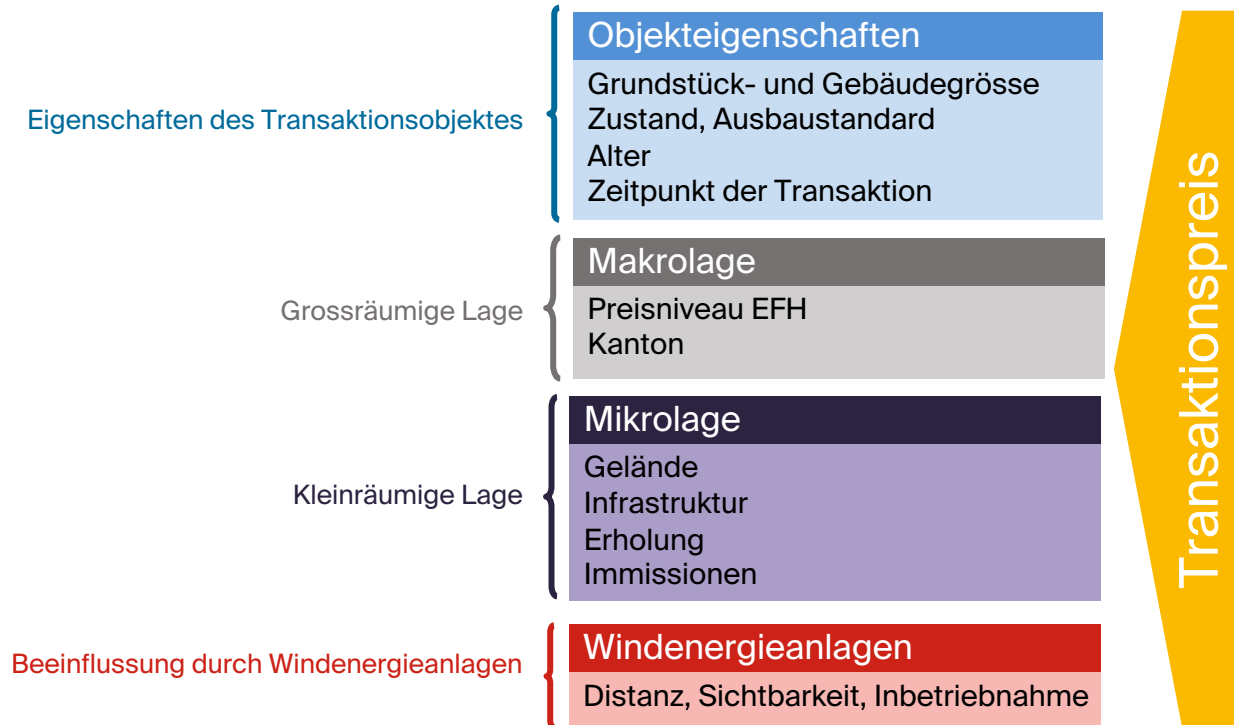 Eigenschaften des Transaktionsobjektes
Objekteigenschaften
Grundstück- und Gebäudegrösse
Zustand, Ausbaustandard
Alter
Zeitpunkt der Transaktion
Grossräumige Lage
Makrolage
Preisniveau EFH
Kanton
Kleinräumige Lage
Mikrolage
Gelände
Infrastruktur
Erholung
Immissionen
Beeinflussung durch Windenergieanlagen
Windenergieanlagen
Distanz, Sichtbarkeit, Inbetriebnahme
Transaktionspreis